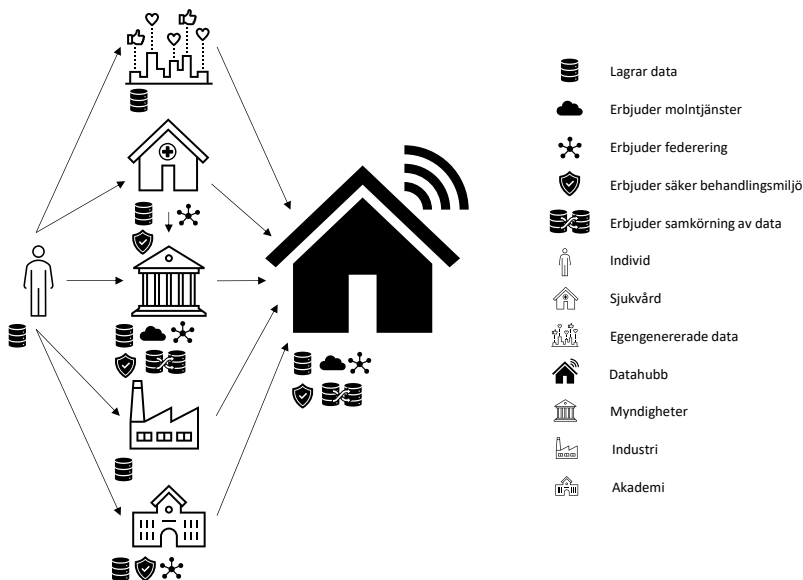 Lagrar data
Erbjuder molntjänster
Erbjuder federering
Erbjuder säker behandlingsmiljö
Erbjuder samkörning av data
Individ
Sjukvård
Egengenererade data
Datahubb
Myndigheter
Industri
Akademi